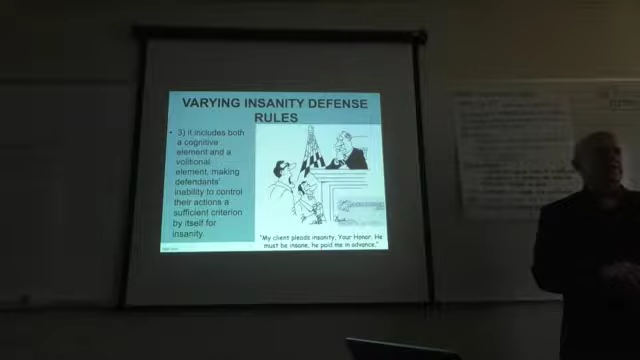 VARYING INSANITY DEFENSE
RULES
• 3) it includes both
a cognitive
element and a
volitional
element, making
defendants'
inability to control
their actions a
sufficient criterion
by itself for
insanity.
"My client pleads insanity, Your Honor. He
must be insane, he paid me in advance."